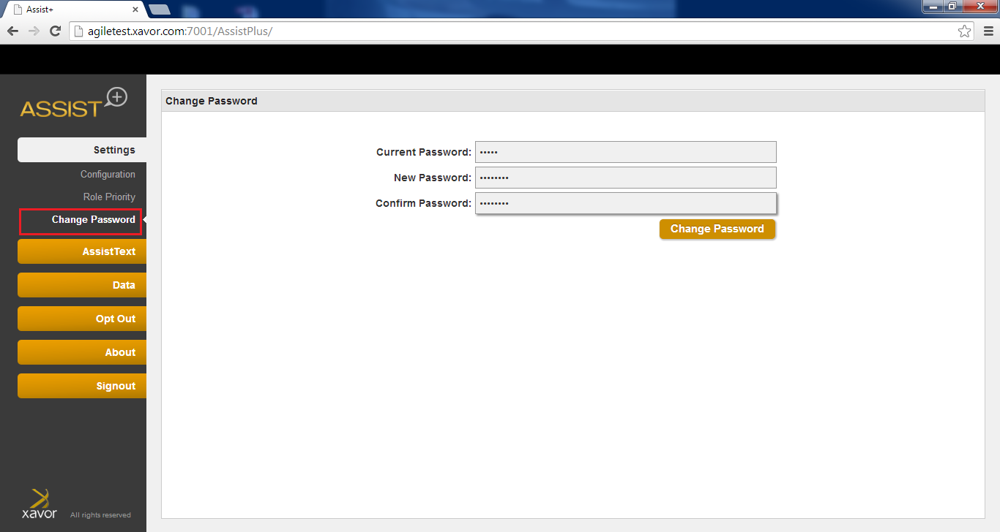 Assist+
agiletest.xavor.com:7001/AssistPlus/
ASSIST+
Settings
Configuration
Role Priority
Change Password
AssistText
Data
Opt Out
About
Signout
xavor All rights reserved
Change Password
Current Password: •••••
New Password: ••••••••
Confirm Password: ••••••••
Change Password